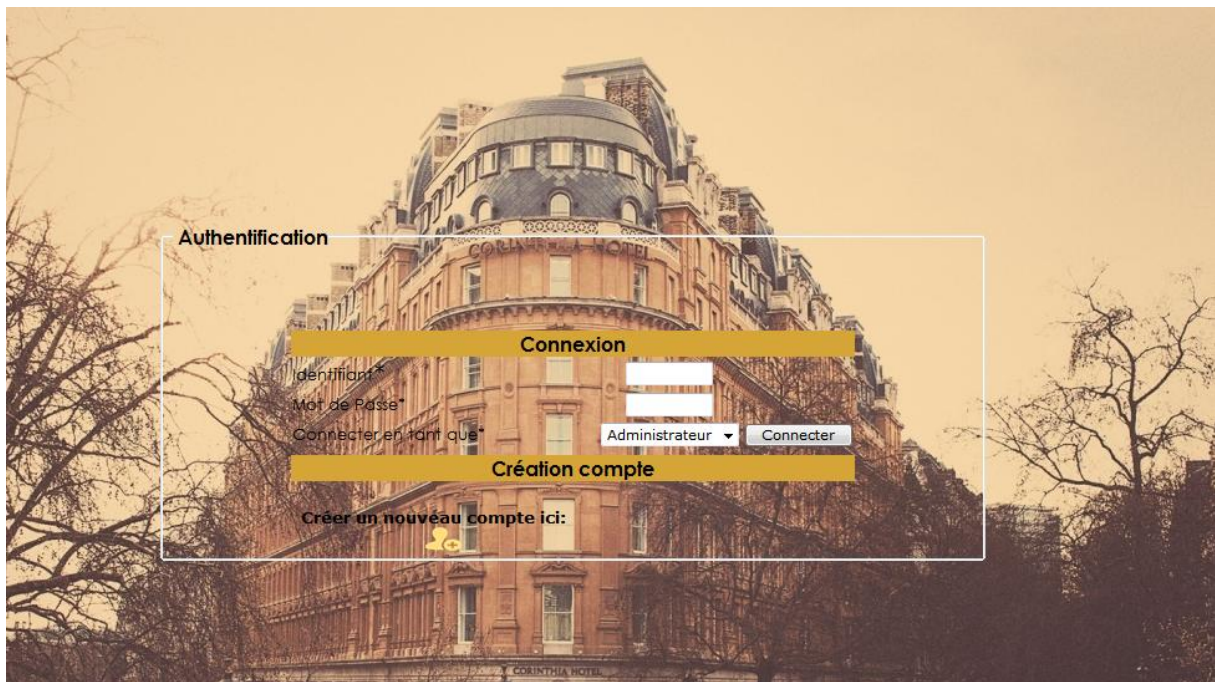 Authentification
CORINTHIA HOTEL
Connexion
Identifiant*
Mot de Passe*
Connecter en tant que*
Administrateur
Connecter
Création compte
Créer un nouveau compte ici:
CORINTHIA HOTEL